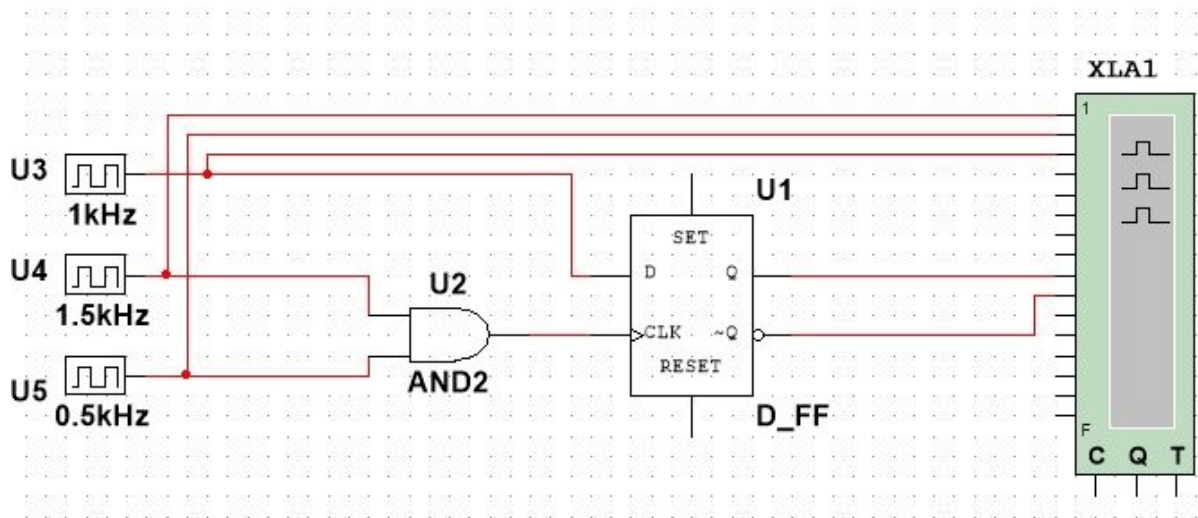 XLA1
1
U3
1kHz
U1
SET
U4
1.5kHz
U2
D Q
CLK ~Q
RESET
AND2
U5
0.5kHz
D_FF
F
C Q T